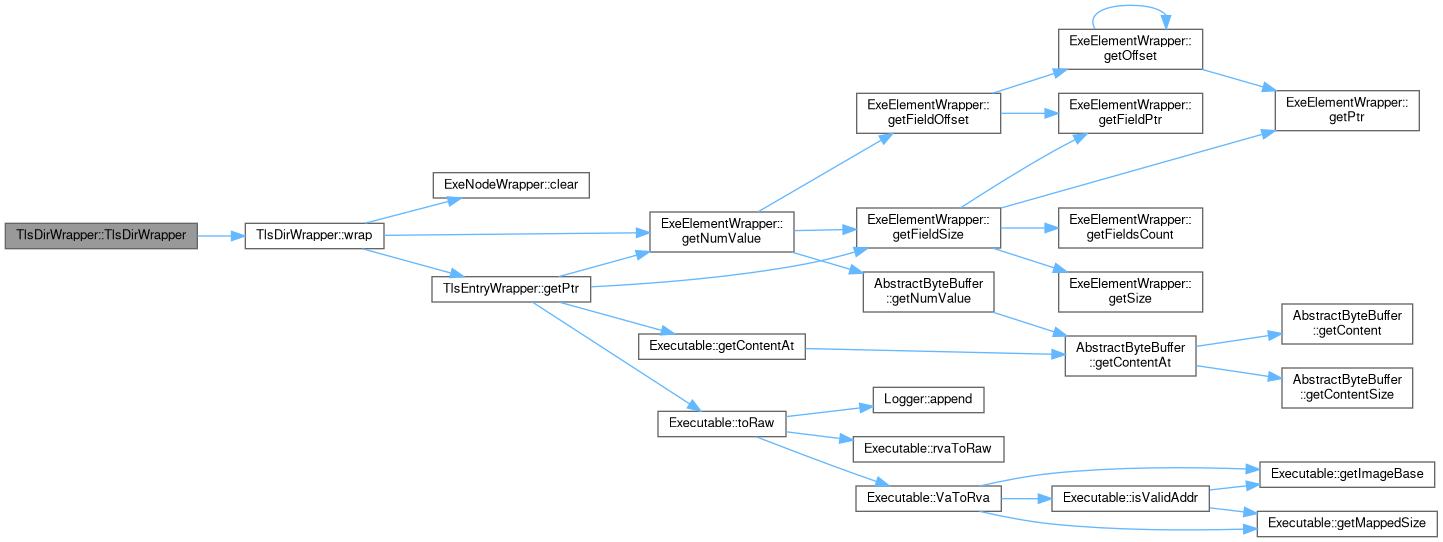 TlsDirWrapper::TlsDirWrapper
TlsDirWrapper::wrap
ExeNodeWrapper::clear
TlsEntryWrapper::getPtr
ExeElementWrapper::
getNumValue
Executable::getContentAt
Executable::toRaw
ExeElementWrapper::
getFieldOffset
ExeElementWrapper::
getFieldSize
AbstractByteBuffer
::getNumValue
Logger::append
Executable::rvaToRaw
Executable::VaToRva
ExeElementWrapper::
getOffset
ExeElementWrapper::
getFieldPtr
ExeElementWrapper::
getFieldsCount
ExeElementWrapper::
getSize
AbstractByteBuffer
::getContentAt
Executable::isValidAddr
ExeElementWrapper::
getPtr
AbstractByteBuffer
::getContent
AbstractByteBuffer
::getContentSize
Executable::getImageBase
Executable::getMappedSize